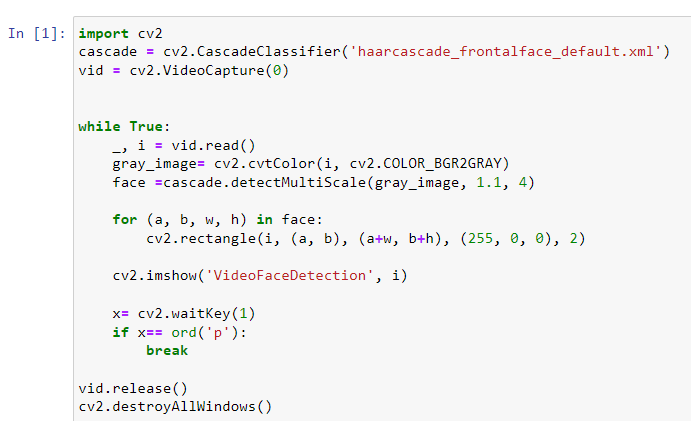 In [1]: import cv2
cascade = cv2.CascadeClassifier('haarcascade_frontalface_default.xml')
vid = cv2.VideoCapture(0)
while True:
    _, i = vid.read()
    gray_image= cv2.cvtColor(i, cv2.COLOR_BGR2GRAY)
    face =cascade.detectMultiScale(gray_image, 1.1, 4)
    for (a, b, w, h) in face:
        cv2.rectangle(i, (a, b), (a+w, b+h), (255, 0, 0), 2)
    cv2.imshow('VideoFaceDetection', i)
    x= cv2.waitKey(1)
    if x== ord('p'):
        break
vid.release()
cv2.destroyAllWindows()